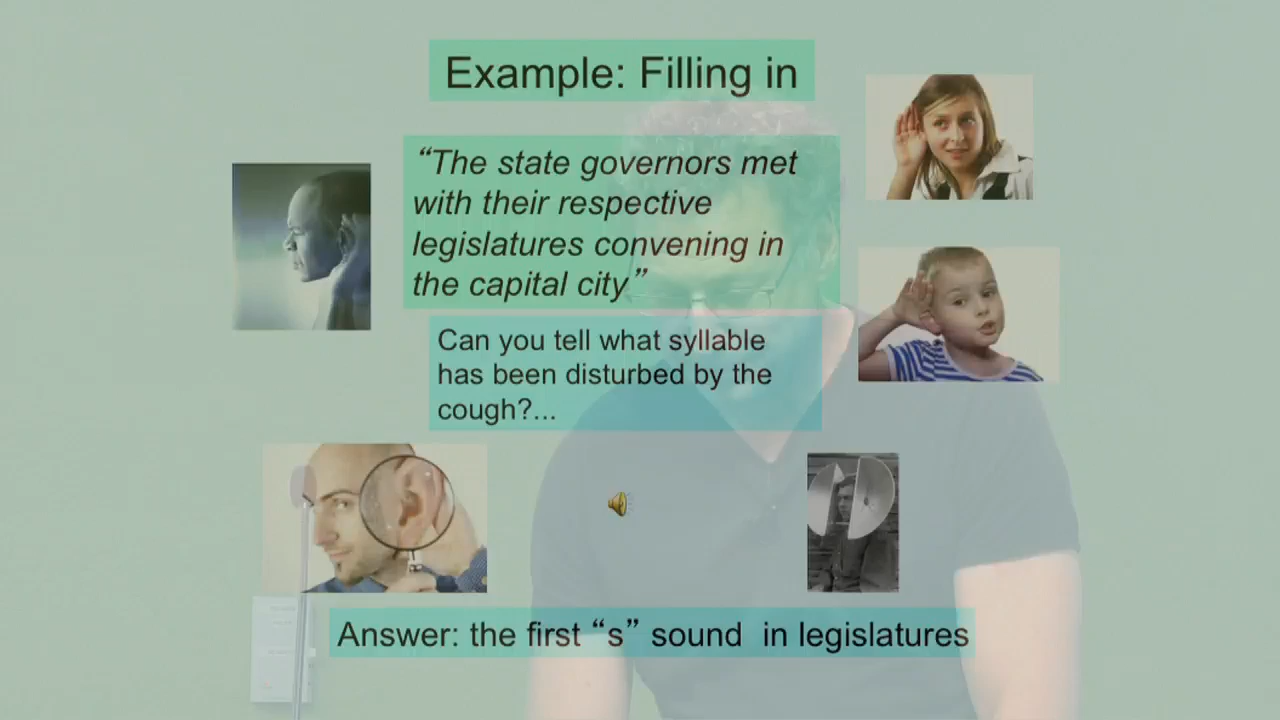 Example: Filling in
“The state governors met
with their respective
legislatures convening in
the capital city”
Can you tell what syllable
has been disturbed by the
cough?...
Answer: the first “s” sound in legislatures